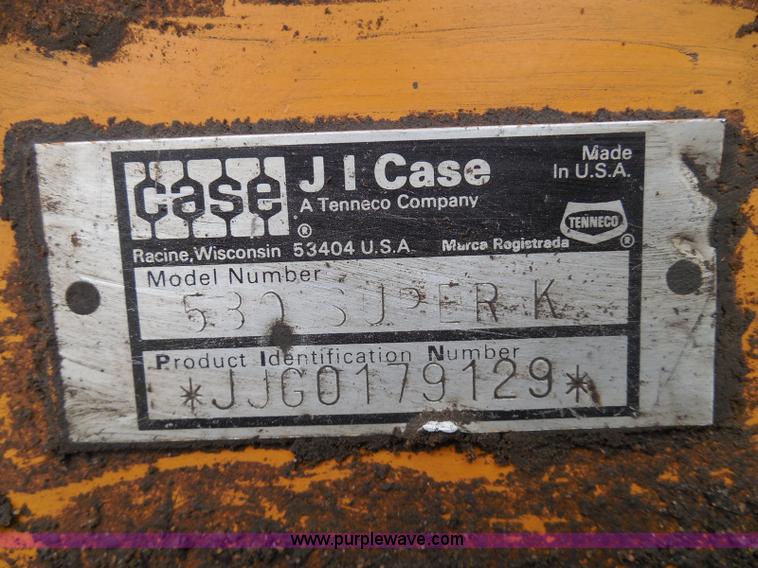 case
J I Case
A Tenneco Company
®
Made
In U.S.A.
TENNECO
®
Racine, Wisconsin 53404 U.S.A Marca Registrada
Model Number
SUPER K
Product Identification Number
*JJG0179129*
www.purplewave.com